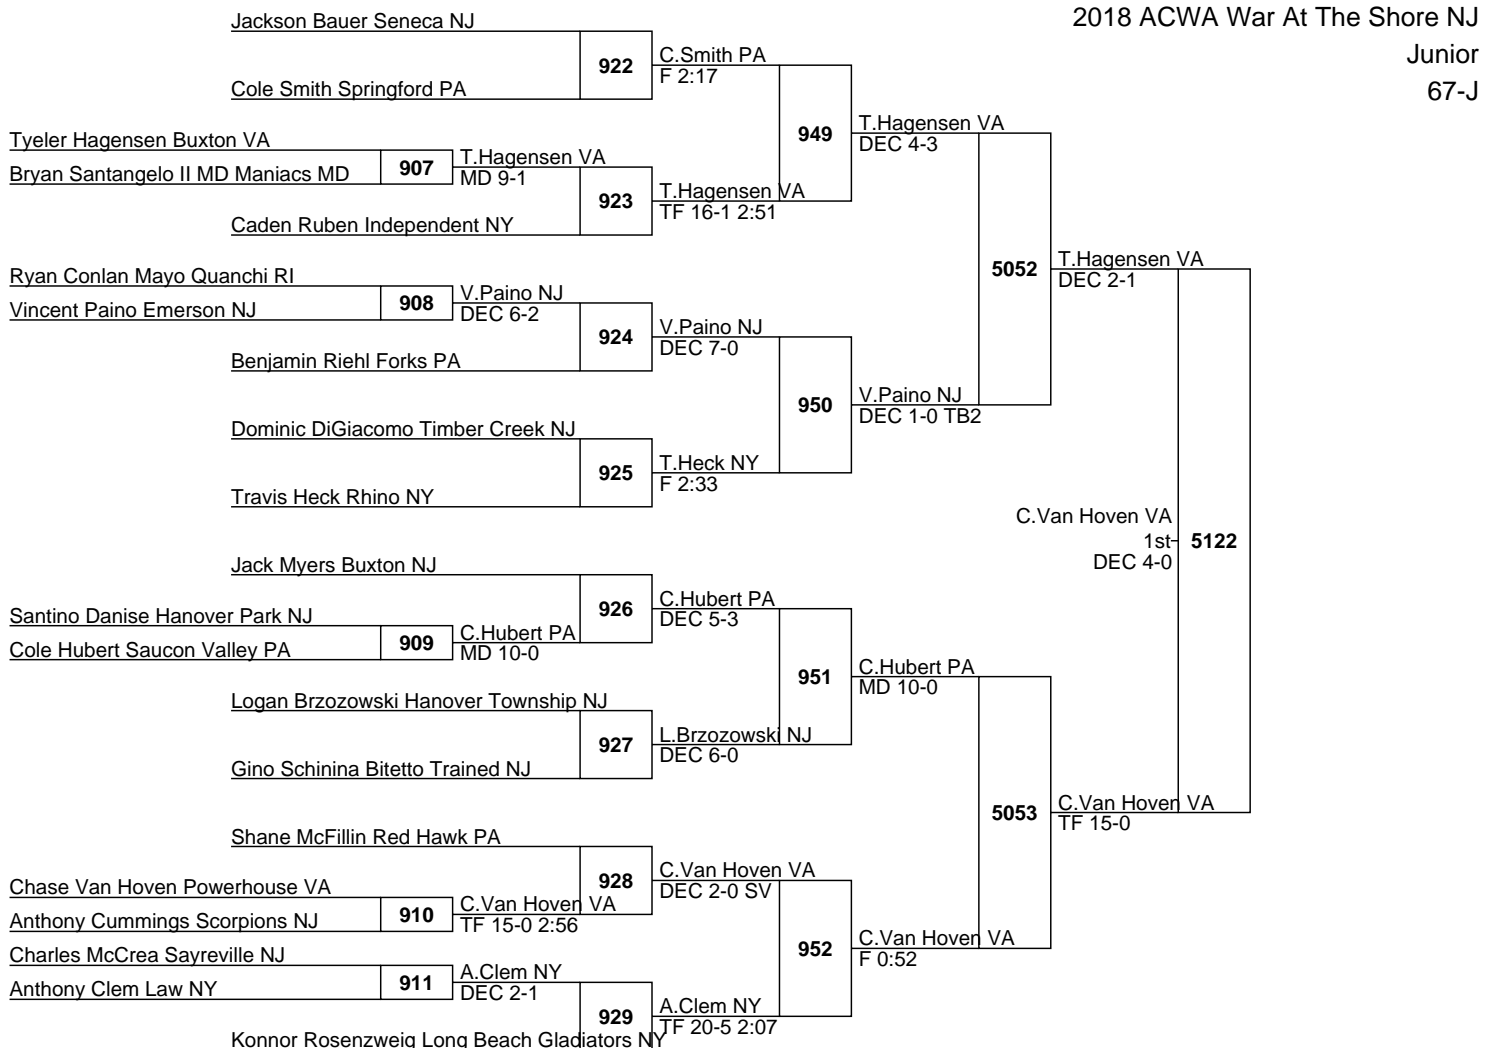 2018 ACWA War At The Shore NJ
Junior
67-J
Jackson Bauer Seneca NJ
922
C.Smith PA
F 2:17
Cole Smith Springford PA
949
T.Hagensen VA
DEC 4-3
Tyeler Hagensen Buxton VA
907
T.Hagensen VA
MD 9-1
Bryan Santangelo II MD Maniacs MD
923
T.Hagensen VA
TF 16-1 2:51
Caden Ruben Independent NY
5052
T.Hagensen VA
DEC 2-1
Ryan Conlan Mayo Quanchi RI
908
V.Paino NJ
DEC 6-2
Vincent Paino Emerson NJ
924
V.Paino NJ
DEC 7-0
Benjamin Riehl Forks PA
950
V.Paino NJ
DEC 1-0 TB2
Dominic DiGiacomo Timber Creek NJ
925
T.Heck NY
F 2:33
Travis Heck Rhino NY
C.Van Hoven VA
1st
5122
DEC 4-0
Jack Myers Buxton NJ
926
C.Hubert PA
DEC 5-3
Santino Danise Hanover Park NJ
909
C.Hubert PA
MD 10-0
Cole Hubert Saucon Valley PA
951
C.Hubert PA
MD 10-0
Logan Brzozowski Hanover Township NJ
927
L.Brzozowski NJ
DEC 6-0
Gino Schinina Bitetto Trained NJ
5053
C.Van Hoven VA
TF 15-0
Shane McFillin Red Hawk PA
928
C.Van Hoven VA
DEC 2-0 SV
Chase Van Hoven Powerhouse VA
910
C.Van Hoven VA
TF 15-0 2:56
Anthony Cummings Scorpions NJ
952
C.Van Hoven VA
F 0:52
Charles McCrea Sayreville NJ
911
A.Clem NY
DEC 2-1
Anthony Clem Law NY
929
A.Clem NY
TF 20-5 2:07
Konnor Rosenzweig Long Beach Gladiators NY